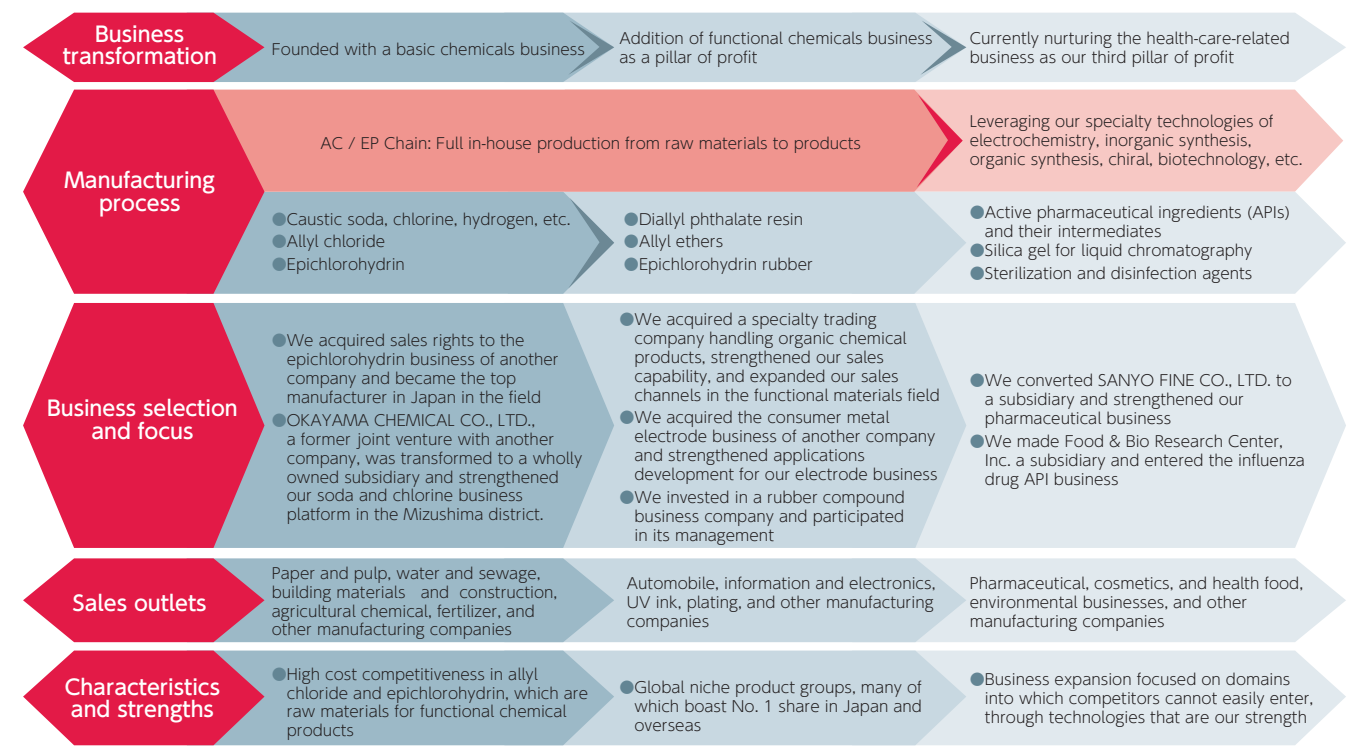 Business
transformation
Founded with a basic chemicals business
Addition of functional chemicals business
as a pillar of profit
Currently nurturing the health-care-related
business as our third pillar of profit
Manufacturing
process
AC / EP Chain: Full in-house production from raw materials to products
Leveraging our specialty technologies of
electrochemistry, inorganic synthesis,
organic synthesis, chiral, biotechnology, etc.
●Caustic soda, chlorine, hydrogen, etc.
●Allyl chloride
●Epichlorohydrin
●Diallyl phthalate resin
●Allyl ethers
●Epichlorohydrin rubber
●Active pharmaceutical ingredients (APIs)
and their intermediates
●Silica gel for liquid chromatography
●Sterilization and disinfection agents
Business selection
and focus
●We acquired sales rights to the
epichlorohydrin business of another
company and became the top
manufacturer in Japan in the field
●OKAYAMA CHEMICAL CO., LTD.,
a former joint venture with another
company, was transformed to a wholly
owned subsidiary and strengthened
our soda and chlorine business
platform in the Mizushima district.
●We acquired a specialty trading
company handling organic chemical
products, strengthened our sales
capability, and expanded our sales
channels in the functional materials field
●We acquired the consumer metal
electrode business of another company
and strengthened applications
development for our electrode business
●We invested in a rubber compound
business company and participated
in its management
●We converted SANYO FINE CO., LTD. to
a subsidiary and strengthened our
pharmaceutical business
●We made Food & Bio Research Center,
Inc. a subsidiary and entered the influenza
drug API business
Sales outlets
Paper and pulp, water and sewage,
building materials and construction,
agricultural chemical, fertilizer, and
other manufacturing companies
Automobile, information and electronics,
UV ink, plating, and other manufacturing
companies
Pharmaceutical, cosmetics, and health food,
environmental businesses, and other
manufacturing companies
Characteristics
and strengths
●High cost competitiveness in allyl
chloride and epichlorohydrin, which are
raw materials for functional chemical
products
●Global niche product groups, many of
which boast No. 1 share in Japan and
overseas
●Business expansion focused on domains
into which competitors cannot easily enter,
through technologies that are our strength